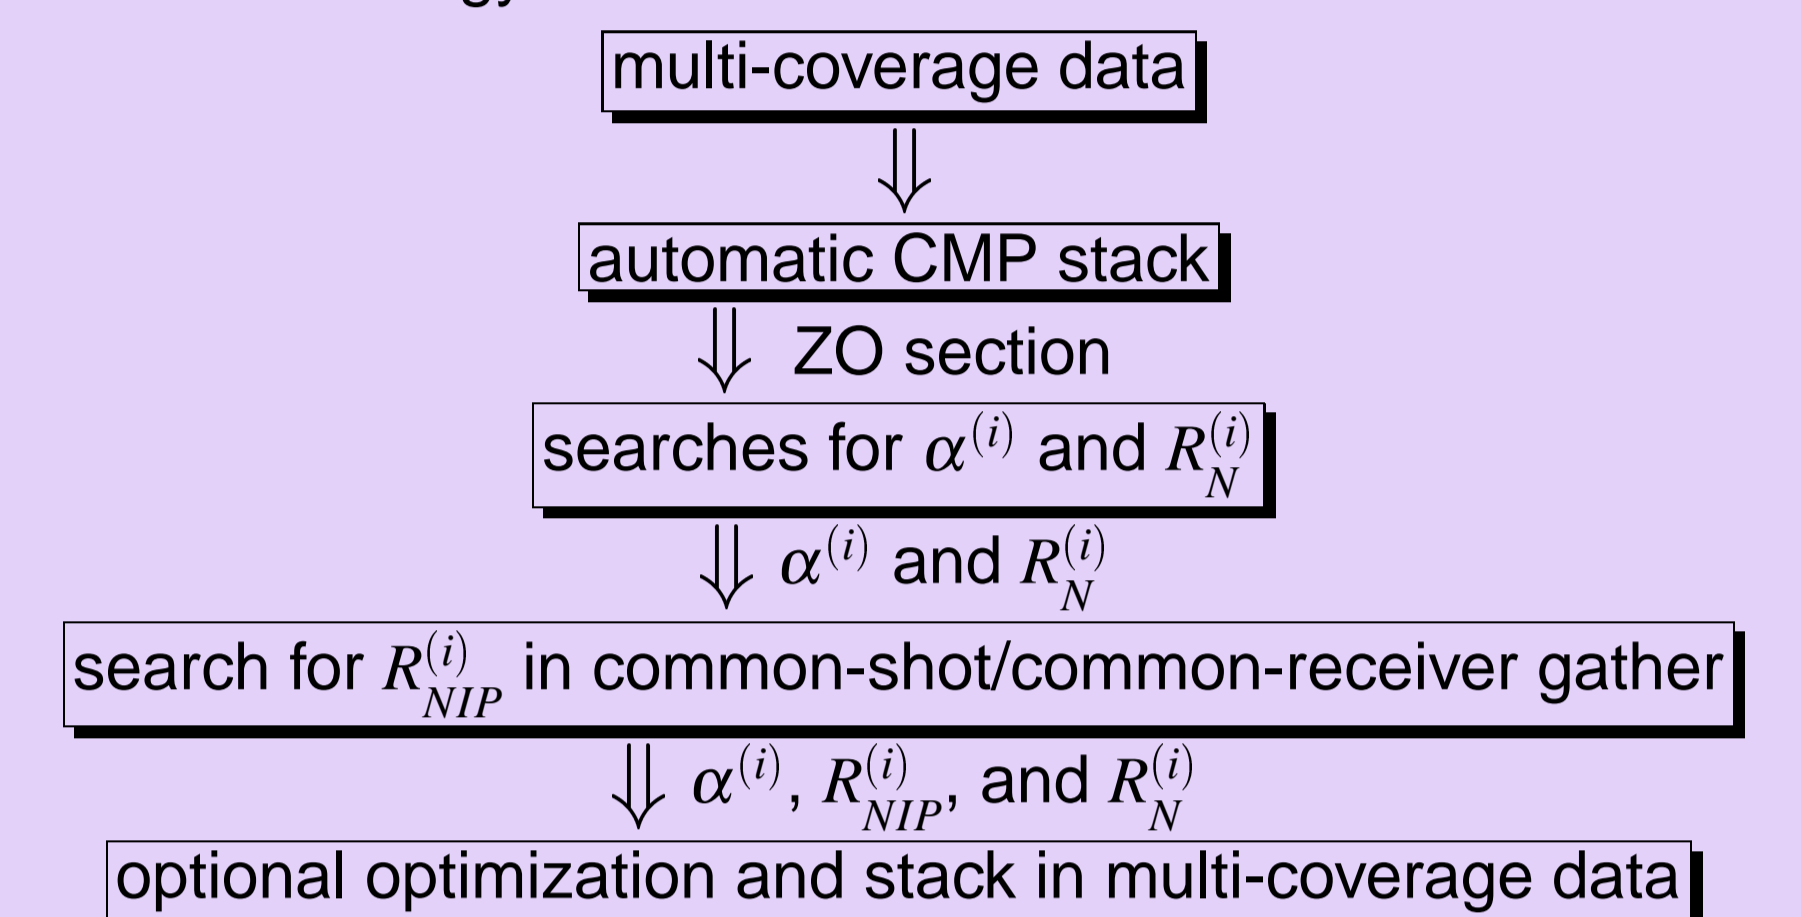 multi-coverage data
⇓
automatic CMP stack
⇓ ZO section
searches for α^(i) and R_N^(i)
⇓ α^(i) and R_N^(i)
search for R_NIP^(i) in common-shot/common-receiver gather
⇓ α^(i), R_NIP^(i), and R_N^(i)
optional optimization and stack in multi-coverage data